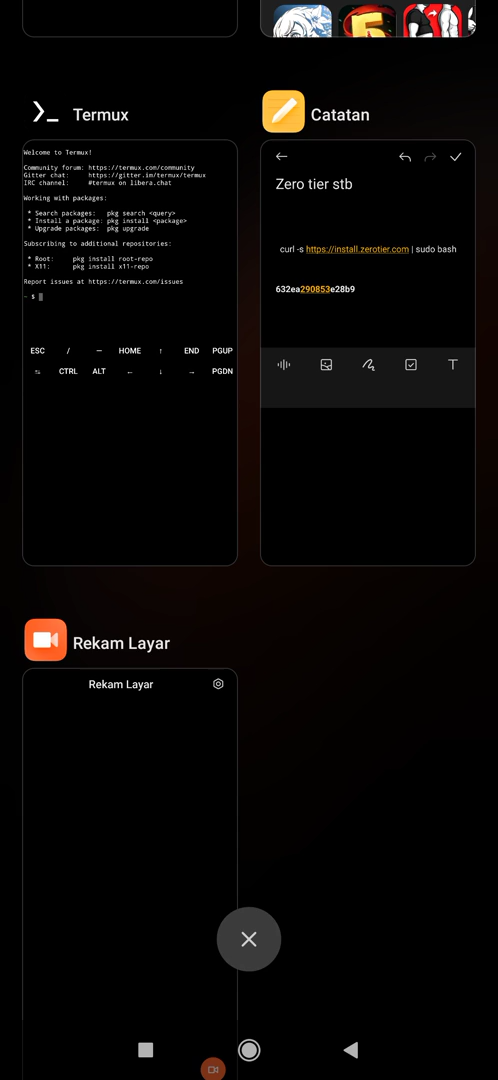 Termux
Welcome to Termux!
Community forum: https://termux.com/community
Gitter chat: https://gitter.im/termux/termux
IRC channel: #termux on libera.chat
Working with packages:
* Search packages: pkg search <query>
* Install a package: pkg install <package>
* Upgrade packages: pkg upgrade
Subscribing to additional repositories:
* Root: pkg install root-repo
* X11: pkg install x11-repo
Report issues at https://termux.com/issues
~ $
ESC / — HOME ↑ END PGUP
⇆ CTRL ALT ← ↓ → PGDN
Catatan
Zero tier stb
curl -s https://install.zerotier.com | sudo bash
632ea290853e28b9
Rekam Layar
Rekam Layar